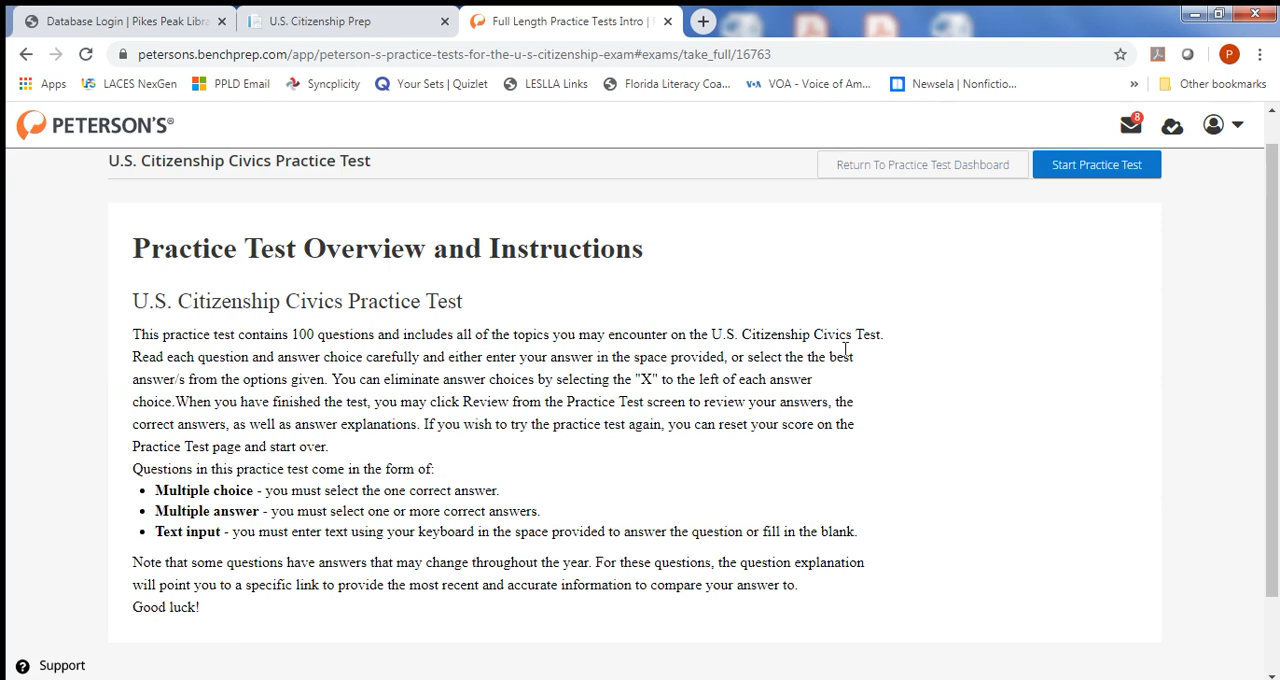 Database Login | Pikes Peak Libra
U.S. Citizenship Prep
Full Length Practice Tests Intro |
petersons.benchprep.com/app/peterson-s-practice-tests-for-the-u-s-citizenship-exam#exams/take_full/16763
P
Apps
LACES NexGen
PPLD Email
Syncplicity
Your Sets | Quizlet
LESLLA Links
Florida Literacy Coa...
VOA
VOA - Voice of Am...
Newsela | Nonfictio...
»
Other bookmarks
PETERSON'S®
8
U.S. Citizenship Civics Practice Test
Return To Practice Test Dashboard
Start Practice Test
Practice Test Overview and Instructions
U.S. Citizenship Civics Practice Test
This practice test contains 100 questions and includes all of the topics you may encounter on the U.S. Citizenship Civics Test.
Read each question and answer choice carefully and either enter your answer in the space provided, or select the the best
answer/s from the options given. You can eliminate answer choices by selecting the "X" to the left of each answer
choice.When you have finished the test, you may click Review from the Practice Test screen to review your answers, the
correct answers, as well as answer explanations. If you wish to try the practice test again, you can reset your score on the
Practice Test page and start over.
Questions in this practice test come in the form of:
• Multiple choice - you must select the one correct answer.
• Multiple answer - you must select one or more correct answers.
• Text input - you must enter text using your keyboard in the space provided to answer the question or fill in the blank.
Note that some questions have answers that may change throughout the year. For these questions, the question explanation
will point you to a specific link to provide the most recent and accurate information to compare your answer to.
Good luck!
? Support